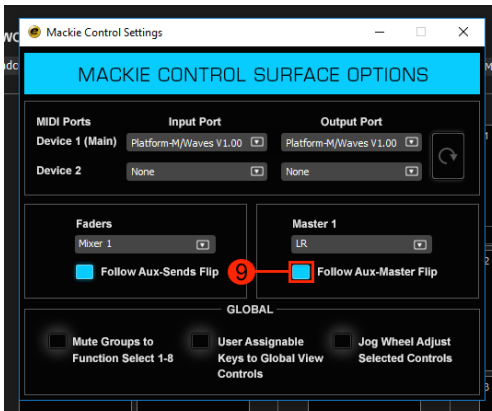 Mackie Control Settings
MACKIE CONTROL SURFACE OPTIONS
MIDI Ports Input Port Output Port
Device 1 (Main) Platform-M/Waves V1.00 Platform-M/Waves V1.00
Device 2 None None
Faders Master 1
Mixer 1 LR
Follow Aux-Sends Flip 9 Follow Aux-Master Flip
GLOBAL
Mute Groups to User Assignable Jog Wheel Adjust
Function Select 1-8 Keys to Global View Selected Controls
Controls